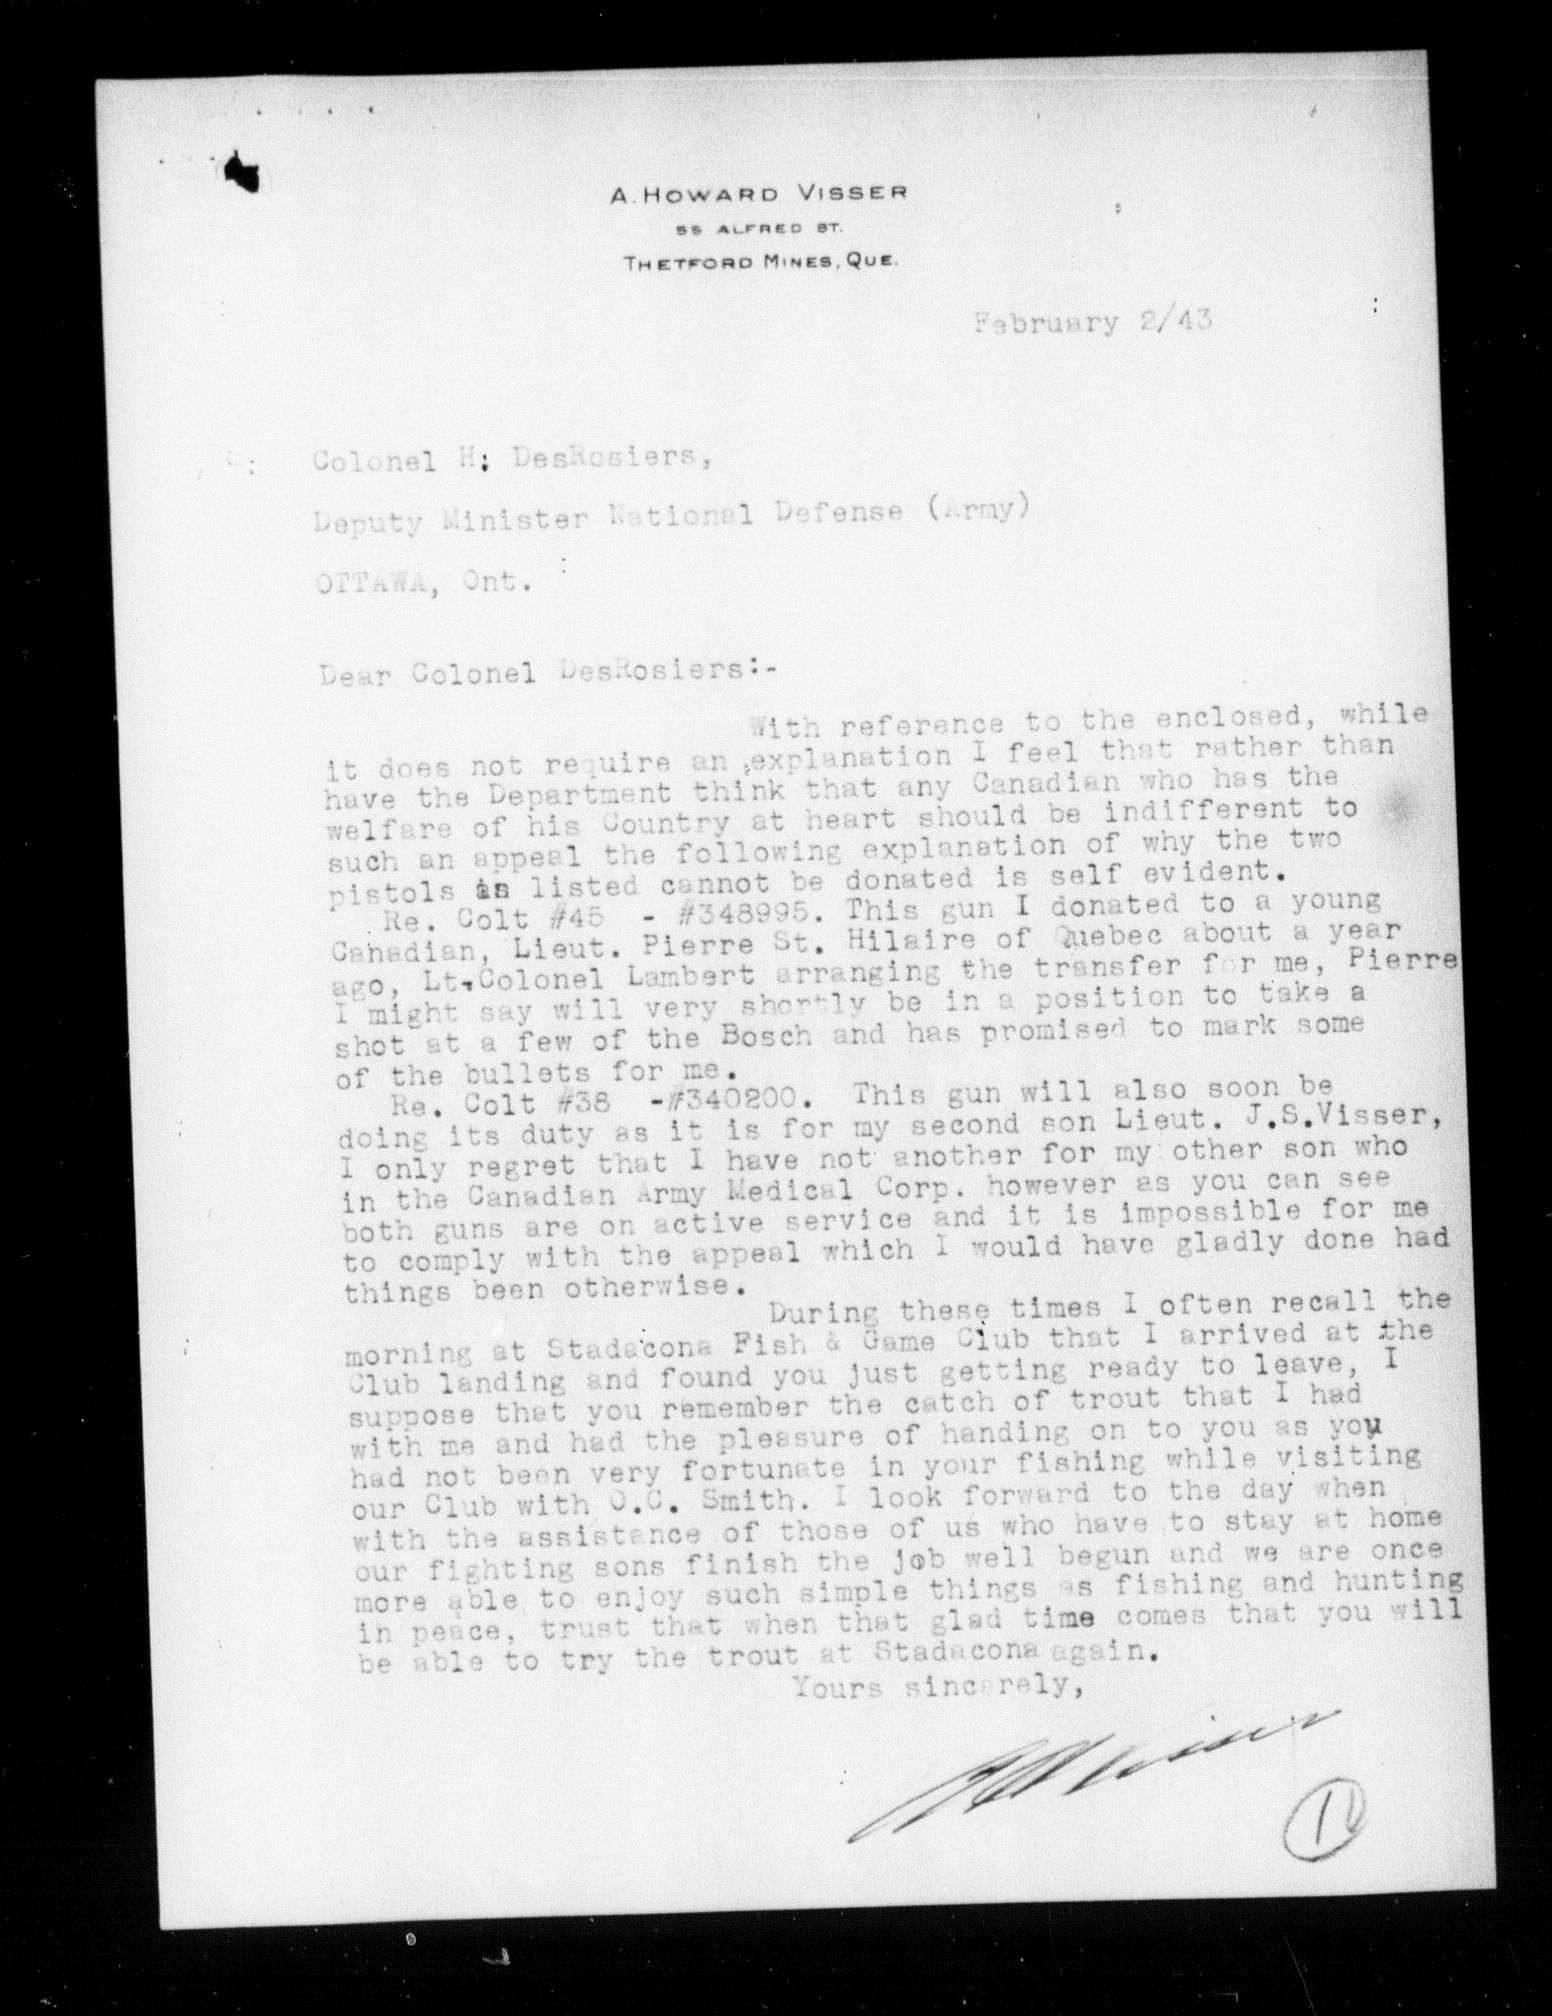 A. HOWARD VISSER
55 ALFRED ST.
THETFORD MINES, QUE.
February 2/43
Colonel H. DesRosiers,
Deputy Minister National Defense (Army)
OTTAWA, Ont.
Dear Colonel DesRosiers:-
With reference to the enclosed, while
it does not require an explanation I feel that rather than
have the Department think that any Canadian who has the
welfare of his Country at heart should be indifferent to
such an appeal the following explanation of why the two
pistols as listed cannot be donated is self evident.
Re. Colt #45 - #348995. This gun I donated to a young
Canadian, Lieut. Pierre St. Hilaire of Quebec about a year
ago, Lt.Colonel Lambert arranging the transfer for me, Pierre
I might say will very shortly be in a position to take a
shot at a few of the Bosch and has promised to mark some
of the bullets for me.
Re. Colt #38 -#340200. This gun will also soon be
doing its duty as it is for my second son Lieut. J.S.Visser,
I only regret that I have not another for my other son who
in the Canadian Army Medical Corp. however as you can see
both guns are on active service and it is impossible for me
to comply with the appeal which I would have gladly done had
things been otherwise.
During these times I often recall the
morning at Stadacona Fish & Game Club that I arrived at the
Club landing and found you just getting ready to leave, I
suppose that you remember the catch of trout that I had
with me and had the pleasure of handing on to you as you
had not been very fortunate in your fishing while visiting
our Club with O.C. Smith. I look forward to the day when
with the assistance of those of us who have to stay at home
our fighting sons finish the job well begun and we are once
more able to enjoy such simple things as fishing and hunting
in peace, trust that when that glad time comes that you will
be able to try the trout at Stadacona again.
Yours sincerely,